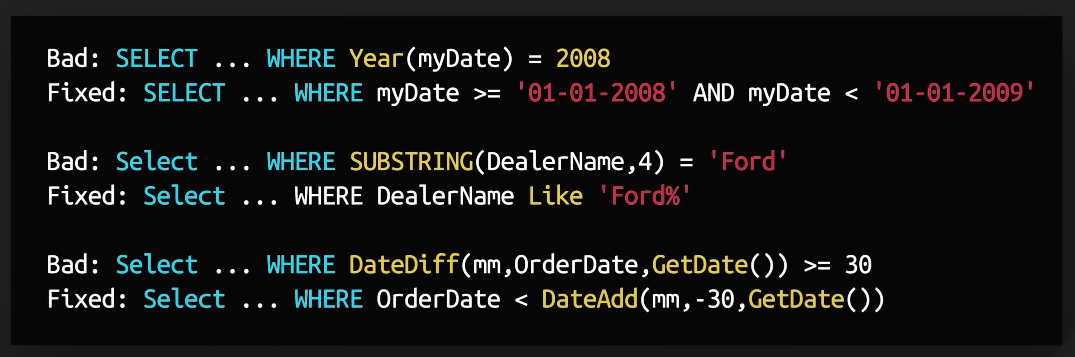 Bad: SELECT ... WHERE Year(myDate) = 2008
Fixed: SELECT ... WHERE myDate >= '01-01-2008' AND myDate < '01-01-2009'
Bad: Select ... WHERE SUBSTRING(DealerName,4) = 'Ford'
Fixed: Select ... WHERE DealerName Like 'Ford%'
Bad: Select ... WHERE DateDiff(mm,OrderDate,GetDate()) >= 30
Fixed: Select ... WHERE OrderDate < DateAdd(mm,-30,GetDate())